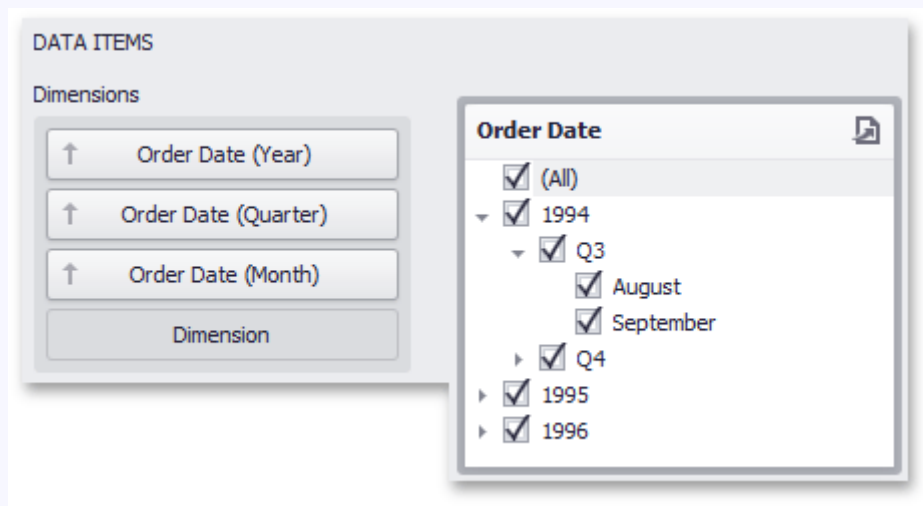 DATA ITEMS
Dimensions
Order Date (Year)
Order Date (Quarter)
Order Date (Month)
Dimension
Order Date
(All)
1994
Q3
August
September
Q4
1995
1996